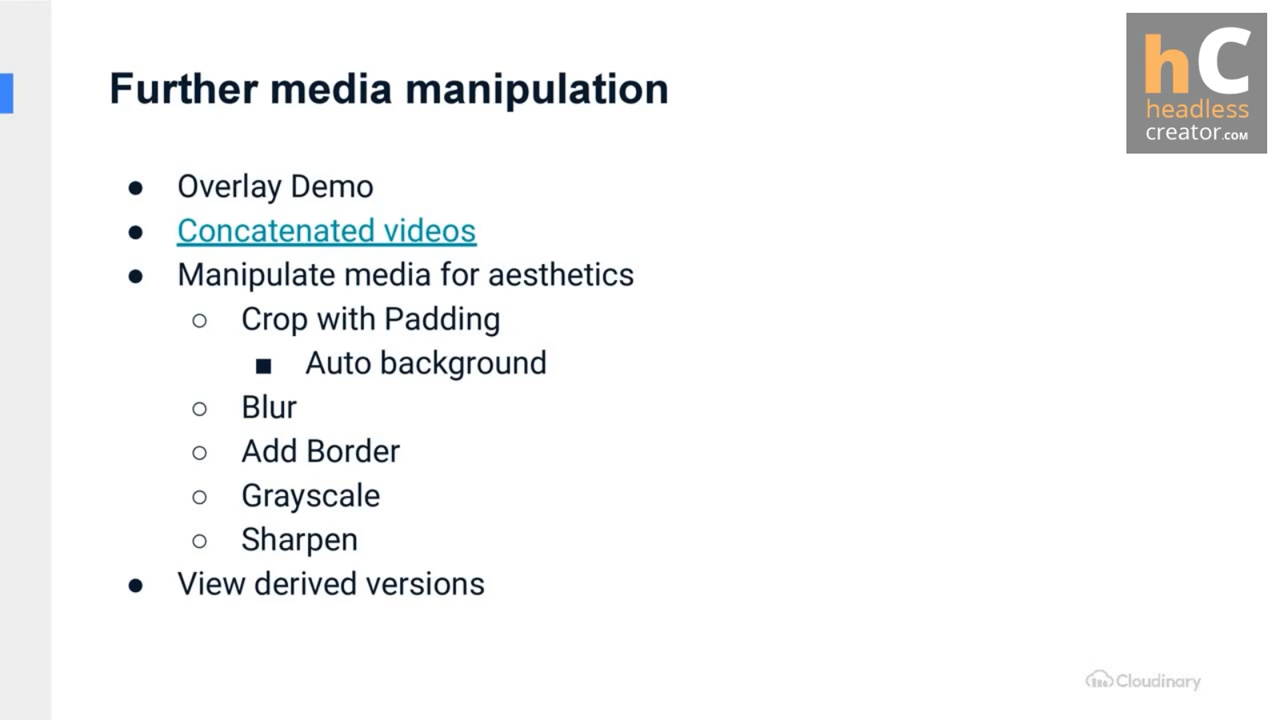 hC
headless
creator.com
Further media manipulation
● Overlay Demo
● Concatenated videos
● Manipulate media for aesthetics
○ Crop with Padding
■ Auto background
○ Blur
○ Add Border
○ Grayscale
○ Sharpen
● View derived versions
Cloudinary